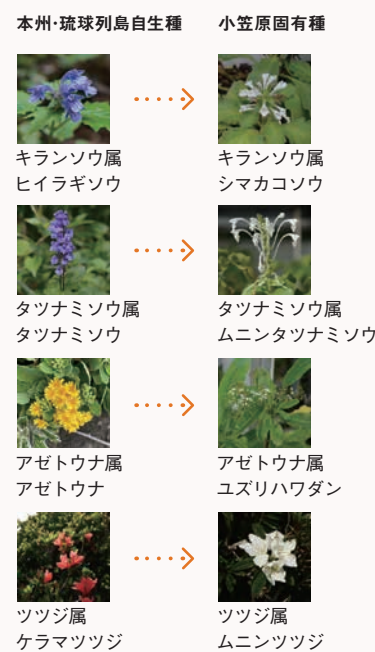 本州・琉球列島自生種 小笠原固有種
キランソウ属 キランソウ属
ヒイラギソウ シマカコソウ
タツナミソウ属 タツナミソウ属
タツナミソウ ムニンタツナミソウ
アゼトウナ属 アゼトウナ属
アゼトウナ ユズリハワダン
ツツジ属 ツツジ属
ケラマツツジ ムニンツツジ